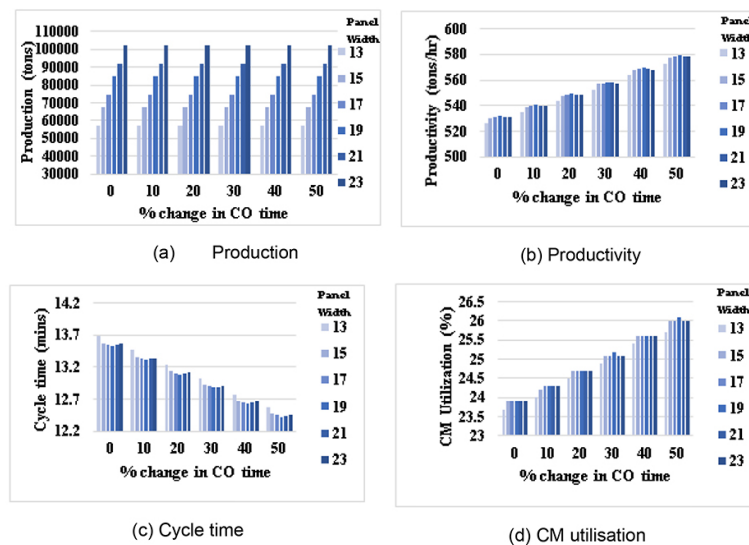 Panel
Width
110000
100000
90000
80000
70000
60000
50000
40000
30000
Production (tons)
0 10 20 30 40 50
% change in CO time
13
15
17
19
21
23
(a) Production
Panel
Width
600
580
560
540
520
500
Productivity (tons/hr)
0 10 20 30 40 50
% change in CO time
13
15
17
19
21
23
(b) Productivity
Panel
Width
14.2
13.7
13.2
12.7
12.2
Cycle time (mins)
0 10 20 30 40 50
% change in CO time
13
15
17
19
21
23
(c) Cycle time
Panel
Width
26.5
26
25.5
25
24.5
24
23.5
23
CM Utilization (%)
0 10 20 30 40 50
% change in CO time
13
15
17
19
21
23
(d) CM utilisation